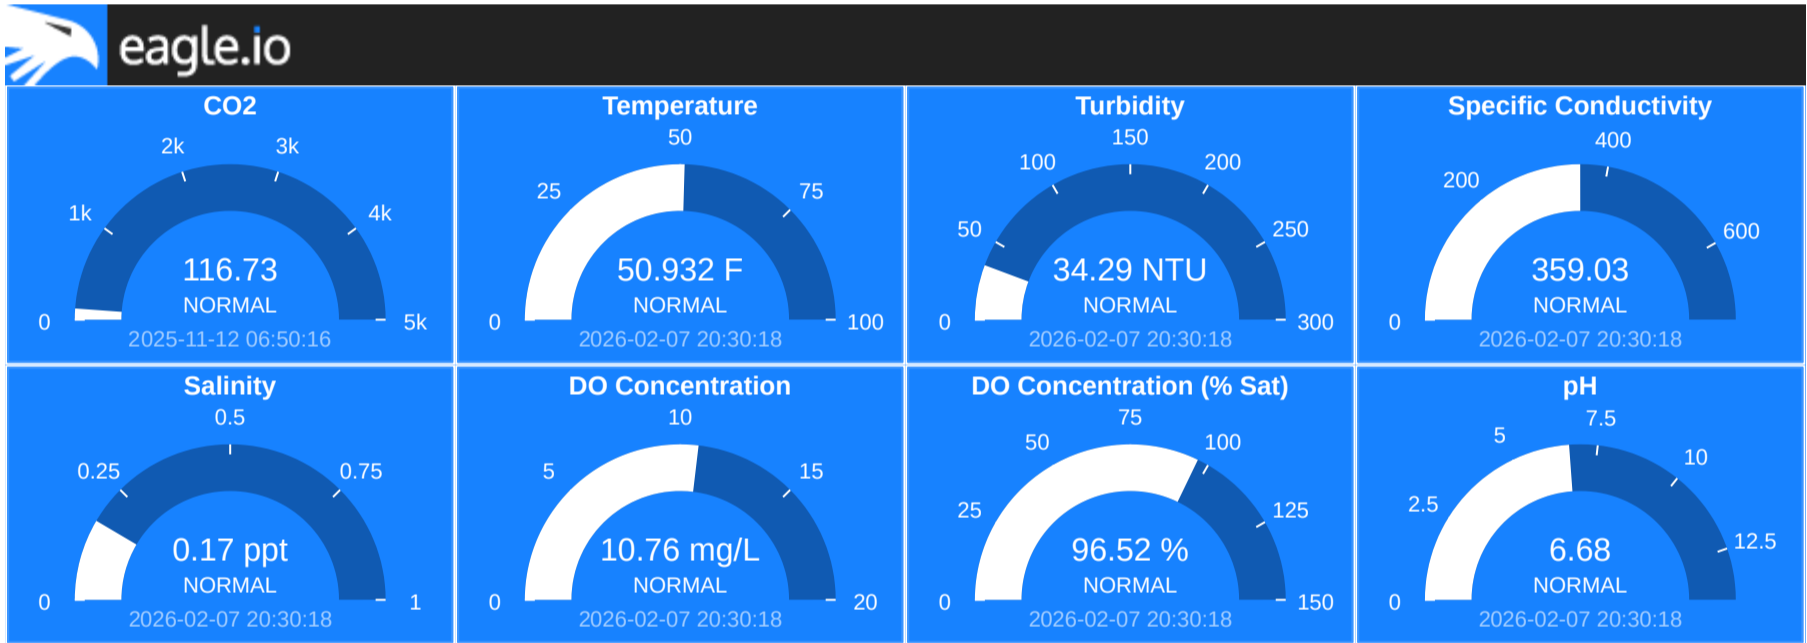 eagle.io
CO2
2k
3k
1k
4k
0
5k
116.73
NORMAL
2025-11-12 06:50:16
Temperature
50
25
75
0
100
50.932 F
NORMAL
2026-02-07 20:30:18
Turbidity
150
100
200
50
250
0
300
34.29 NTU
NORMAL
2026-02-07 20:30:18
Specific Conductivity
400
200
600
0
359.03
NORMAL
2026-02-07 20:30:18
Salinity
0.5
0.25
0.75
0
1
0.17 ppt
NORMAL
2026-02-07 20:30:18
DO Concentration
10
5
15
0
20
10.76 mg/L
NORMAL
2026-02-07 20:30:18
DO Concentration (% Sat)
75
50
100
25
125
0
150
96.52 %
NORMAL
2026-02-07 20:30:18
pH
7.5
5
10
2.5
12.5
0
6.68
NORMAL
2026-02-07 20:30:18